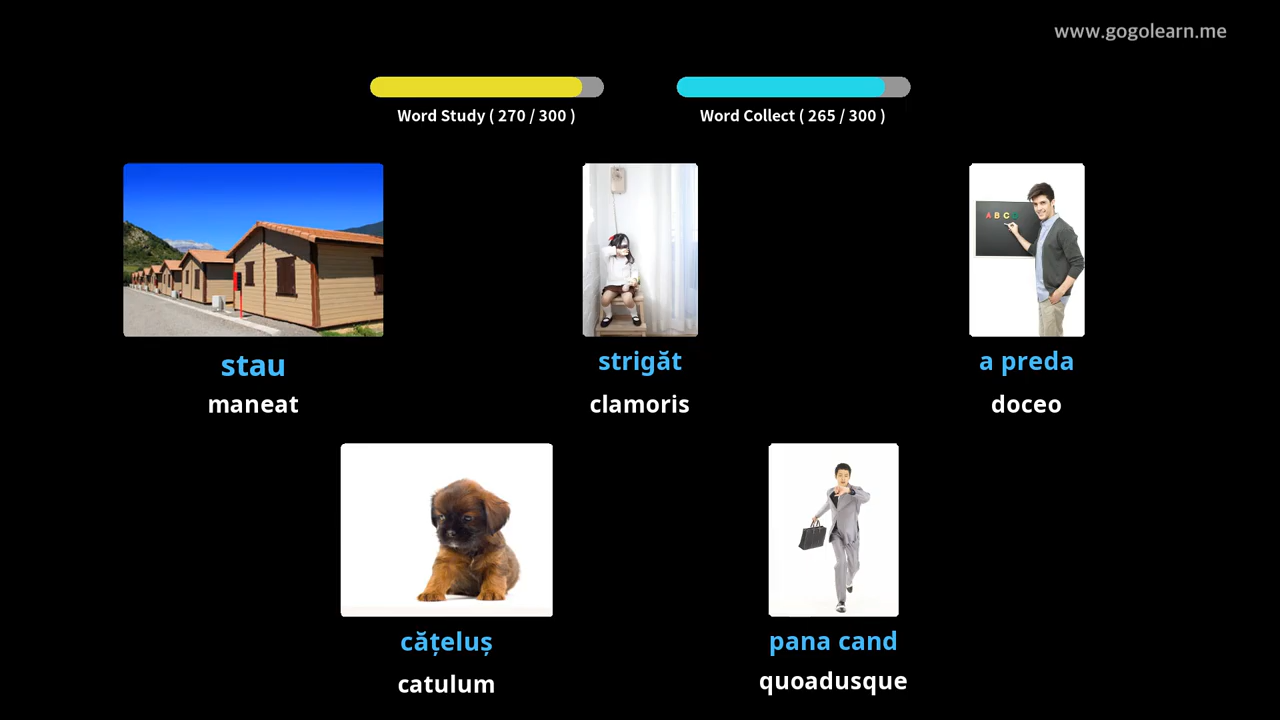 www.gogolearn.me
Word Study ( 270 / 300 )
Word Collect ( 265 / 300 )
A B C C
stau
strigăt
a preda
maneat
clamoris
doceo
cățeluș
pana cand
catulum
quoadusque